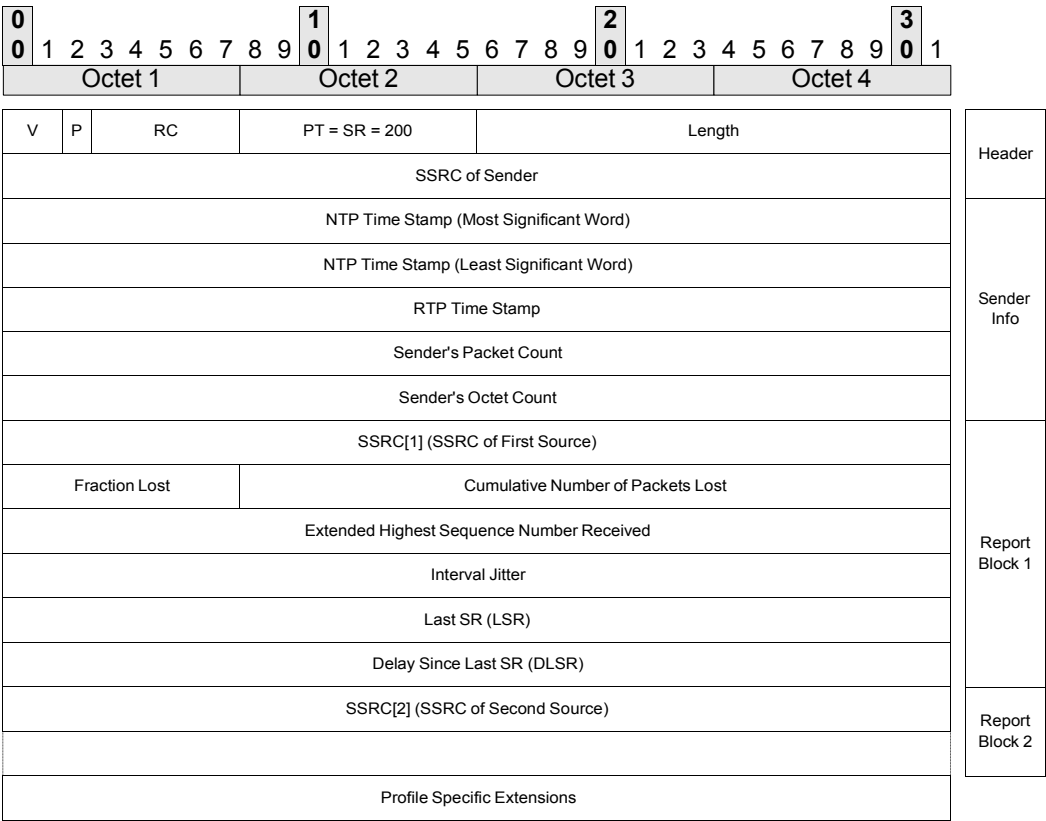 0 1 2 3
0 1 2 3 4 5 6 7 8 9 0 1 2 3 4 5 6 7 8 9 0 1 2 3 4 5 6 7 8 9 0 1
Octet 1 Octet 2 Octet 3 Octet 4
V P RC PT = SR = 200 Length
Header
SSRC of Sender
NTP Time Stamp (Most Significant Word)
NTP Time Stamp (Least Significant Word)
RTP Time Stamp
Sender
Info
Sender's Packet Count
Sender's Octet Count
SSRC[1] (SSRC of First Source)
Fraction Lost Cumulative Number of Packets Lost
Extended Highest Sequence Number Received
Report
Block 1
Interval Jitter
Last SR (LSR)
Delay Since Last SR (DLSR)
SSRC[2] (SSRC of Second Source)
Report
Block 2
Profile Specific Extensions